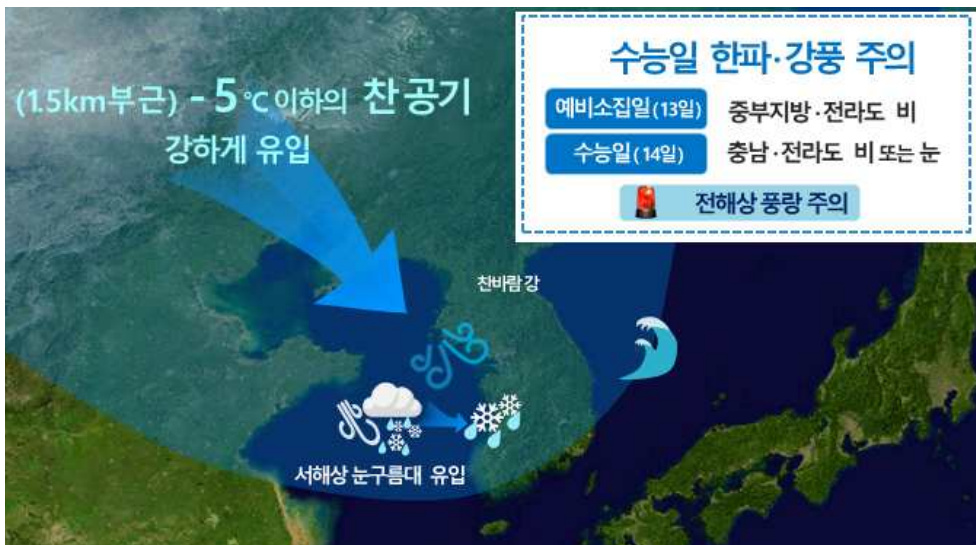 (1.5km부근) -5℃ 이하의 찬 공기
강하게 유입
수능일 한파·강풍 주의
예비소집일(13일) 중부지방·전라도 비
수능일(14일) 충남·전라도 비 또는 눈
전해상 풍랑 주의
찬바람 강
서해상 눈구름대 유입